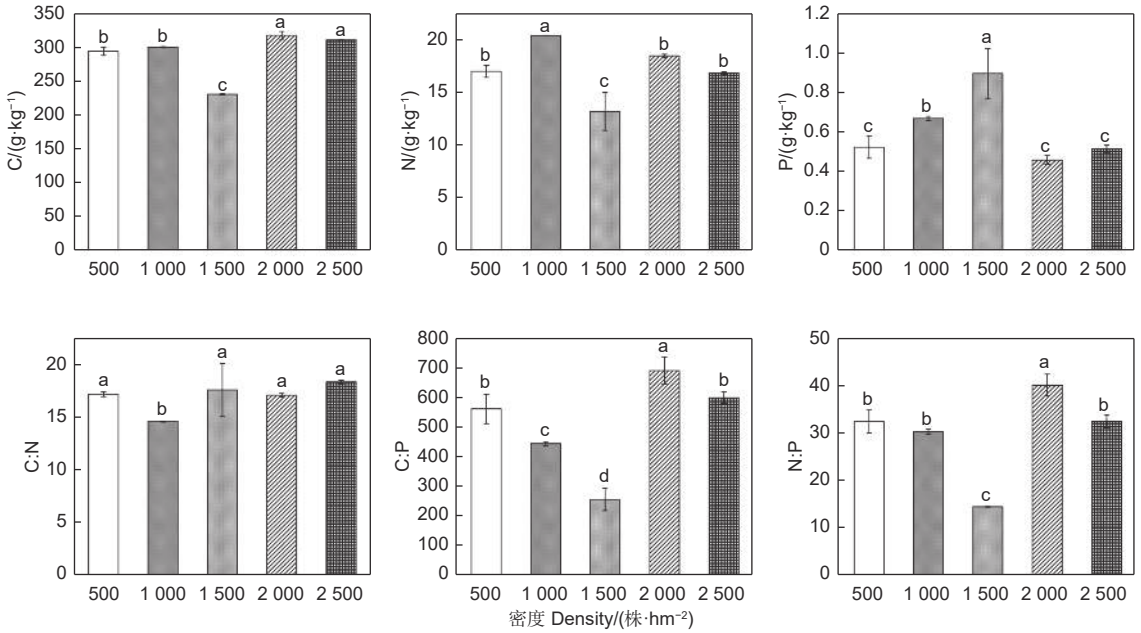 C/(g·kg⁻¹)
350
300
250
200
150
100
50
0
b
b
c
a
a
500 1 000 1 500 2 000 2 500
N/(g·kg⁻¹)
20
15
10
5
0
b
a
c
b
b
500 1 000 1 500 2 000 2 500
P/(g·kg⁻¹)
1.2
1.0
0.8
0.6
0.4
0.2
0
c
b
a
c
c
500 1 000 1 500 2 000 2 500
C:N
20
15
10
5
0
a
b
a
a
a
500 1 000 1 500 2 000 2 500
C:P
800
700
600
500
400
300
200
100
0
b
c
d
a
b
500 1 000 1 500 2 000 2 500
N:P
50
40
30
20
10
0
b
b
c
a
b
500 1 000 1 500 2 000 2 500
密度 Density/(株·hm⁻²)